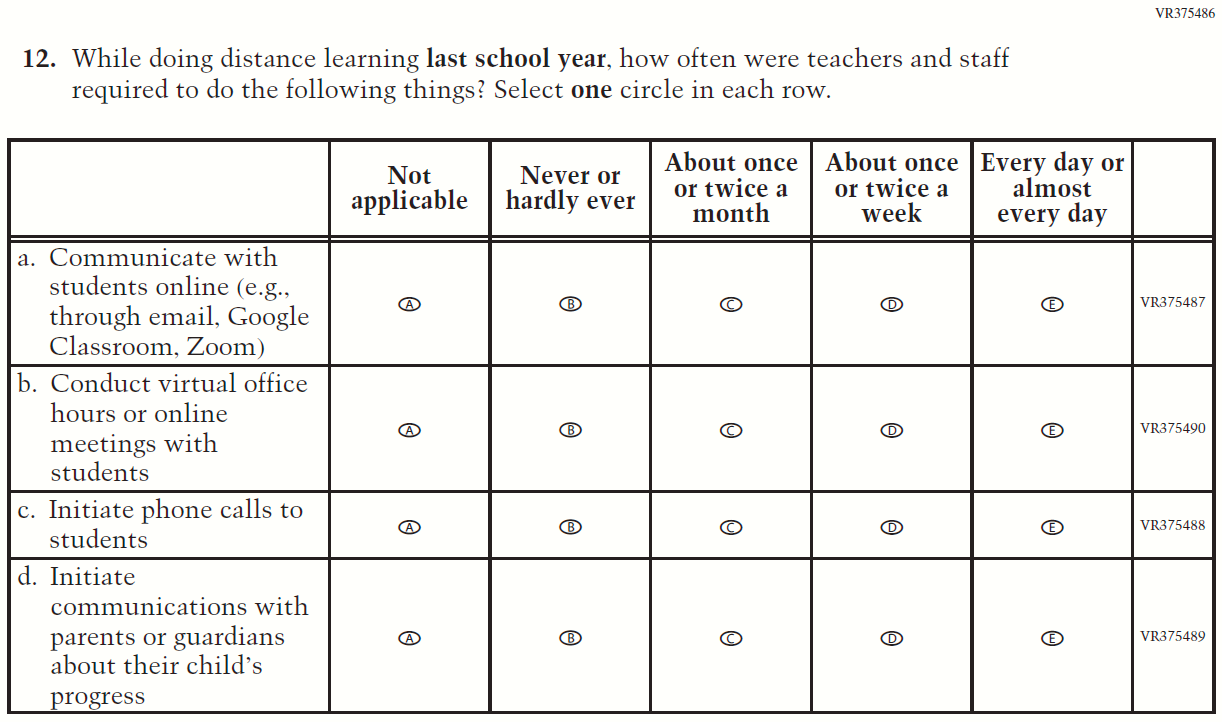 VR375486
12. While doing distance learning last school year, how often were teachers and staff
required to do the following things? Select one circle in each row.
Not
applicable
Never or
hardly ever
About once
or twice a
month
About once
or twice a
week
Every day or
almost
every day
a. Communicate with
students online (e.g.,
through email, Google
Classroom, Zoom)
A B C D E VR375487
b. Conduct virtual office
hours or online
meetings with
students
A B C D E VR375490
c. Initiate phone calls to
students
A B C D E VR375488
d. Initiate
communications with
parents or guardians
about their child's
progress
A B C D E VR375489